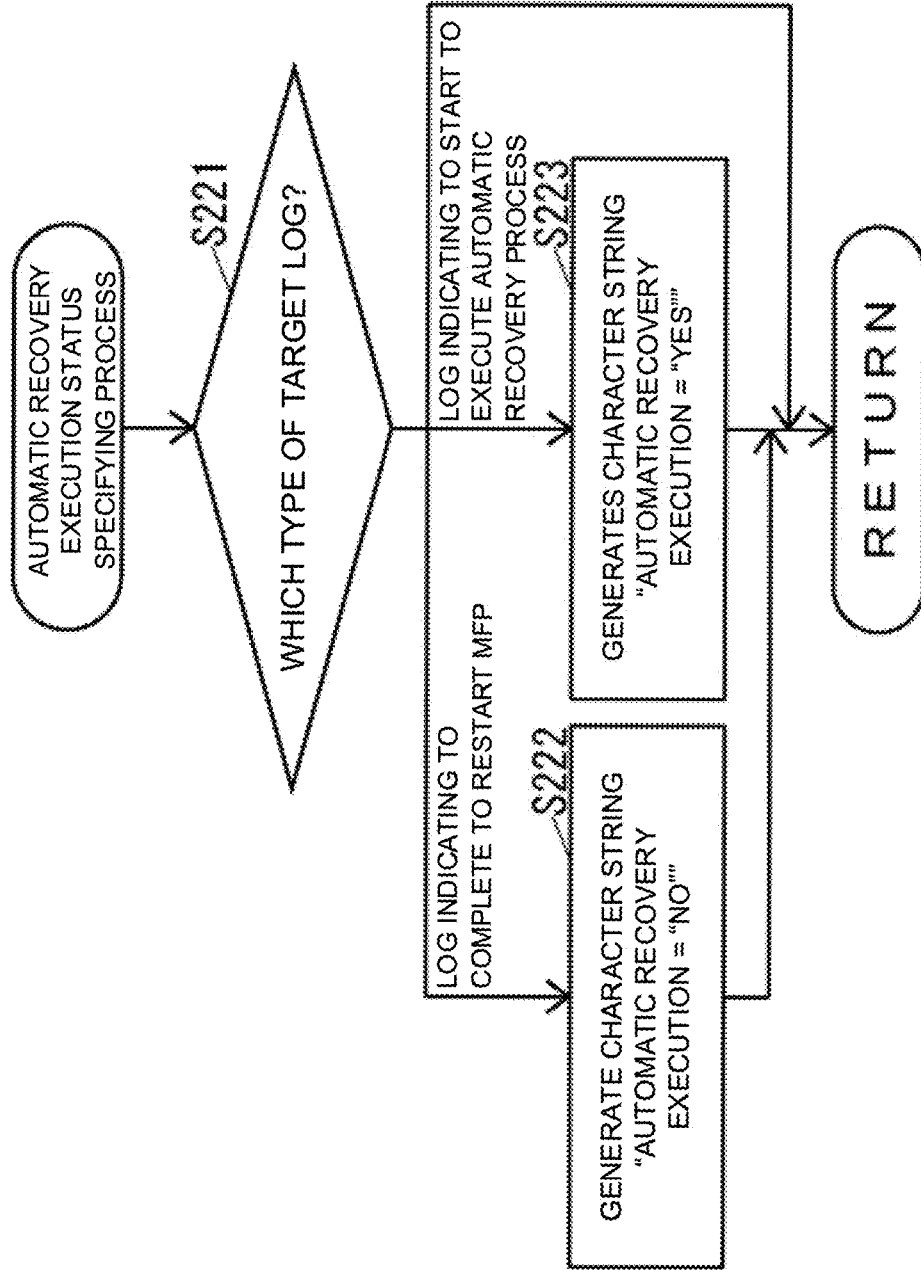 AUTOMATIC RECOVERY
EXECUTION STATUS
SPECIFYING PROCESS
S221
WHICH TYPE OF TARGET LOG?
LOG INDICATING TO
COMPLETE TO RESTART MFP
LOG INDICATING TO START TO
EXECUTE AUTOMATIC
RECOVERY PROCESS
S222
GENERATE CHARACTER STRING
“AUTOMATIC RECOVERY
EXECUTION = “NO””
S223
GENERATES CHARACTER STRING
“AUTOMATIC RECOVERY
EXECUTION = “YES””
RETURN